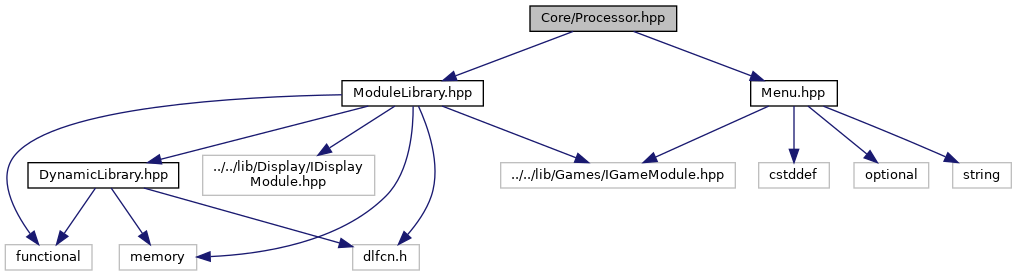 Core/Processor.hpp
ModuleLibrary.hpp
Menu.hpp
DynamicLibrary.hpp
../../lib/Display/IDisplay
Module.hpp
../../lib/Games/IGameModule.hpp
cstddef
optional
string
functional
memory
dlfcn.h